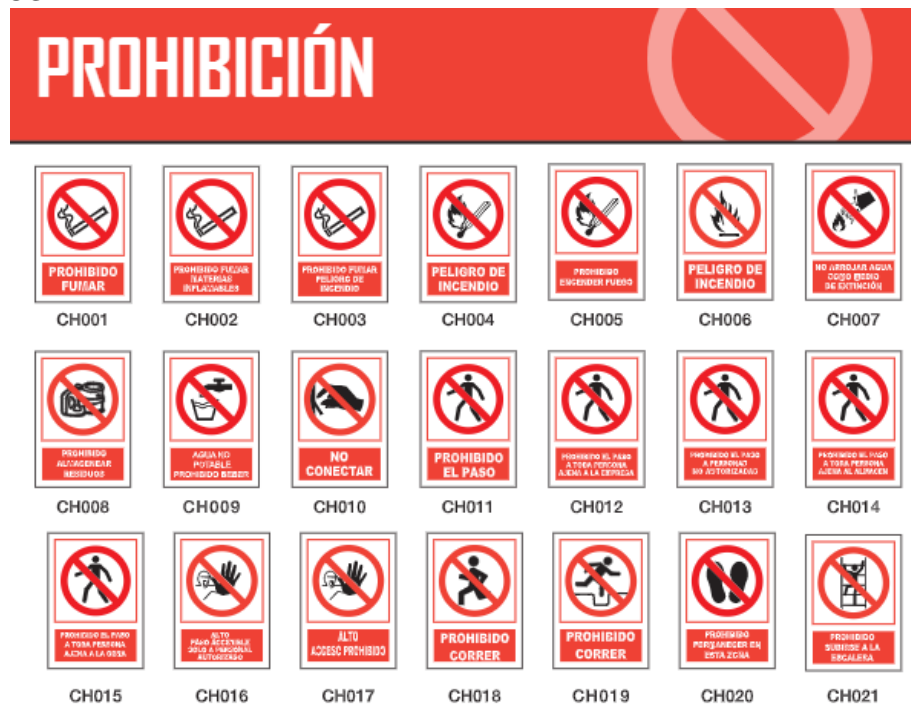 PROHIBICIÓN
PROHIBIDO
FUMAR
CH001
PROHIBIDO FUMAR
MATERIAS
INFLAMABLES
CH002
PROHIBIDO FUMAR
PELIGRO DE
INCENDIO
CH003
PELIGRO DE
INCENDIO
CH004
PROHIBIDO
ENCENDER FUEGO
CH005
PELIGRO DE
INCENDIO
CH006
NO ARROJAR AGUA
COMO MEDIO
DE EXTINCIÓN
CH007
PROHIBIDO
ALMACENAR
RESIDUOS
CH008
AGUA NO
POTABLE
PROHIBIDO BEBER
CH009
NO
CONECTAR
CH010
PROHIBIDO
EL PASO
CH011
PROHIBIDO EL PASO
A TODA PERSONA
AJENA A LA EMPRESA
CH012
PROHIBIDO EL PASO
A PERSONAS
NO AUTORIZADAS
CH013
PROHIBIDO EL PASO
A TODA PERSONA
AJENA AL ALMACEN
CH014
PROHIBIDO EL PASO
A TODA PERSONA
AJENA A LA OBRA
CH015
ALTO
PASO ACCESIBLE
SOLO A PERSONAL
AUTORIZADO
CH016
ALTO
ACCESO PROHIBIDO
CH017
PROHIBIDO
CORRER
CH018
PROHIBIDO
CORRER
CH019
PROHIBIDO
PERMANECER EN
ESTA ZONA
CH020
PROHIBIDO
SUBIRSE A LA
ESCALERA
CH021